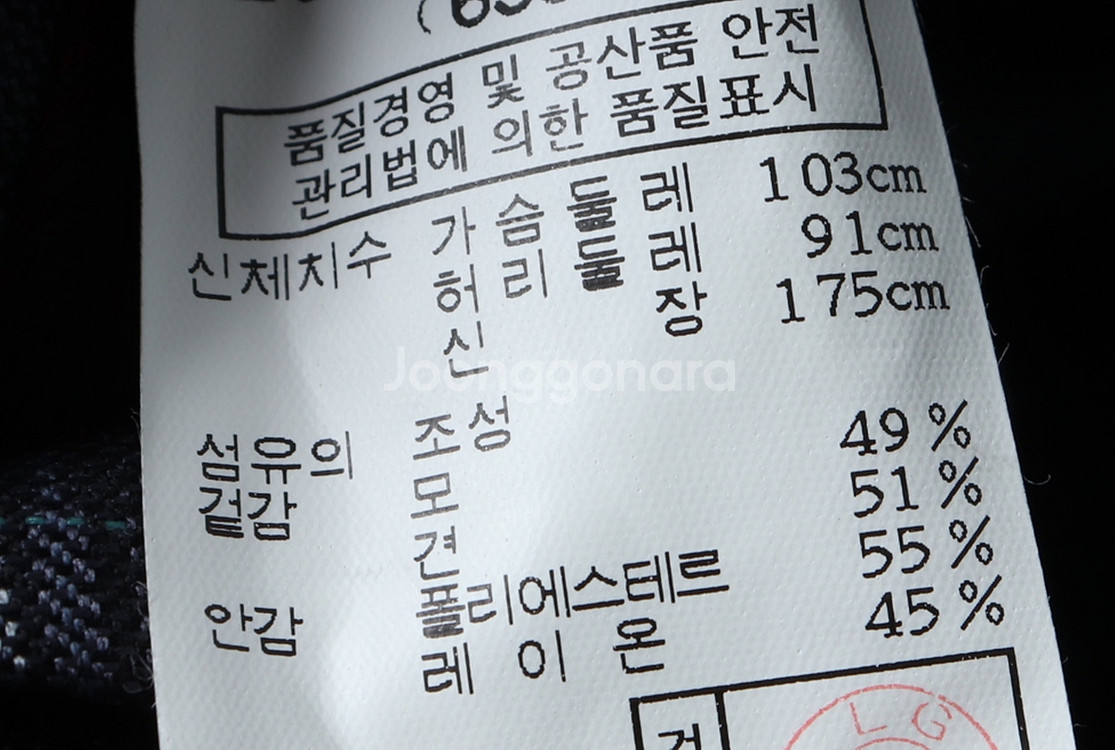 품질경영 및 공산품 안전
관리법에 의한 품질표시
신체치수 가슴둘레 103cm
허리둘레 91cm
신장 175cm
Joonggonara
섬유의 조성
겉감 모 49%
견 51%
안감 폴리에스테르 55%
레이온 45%
LG